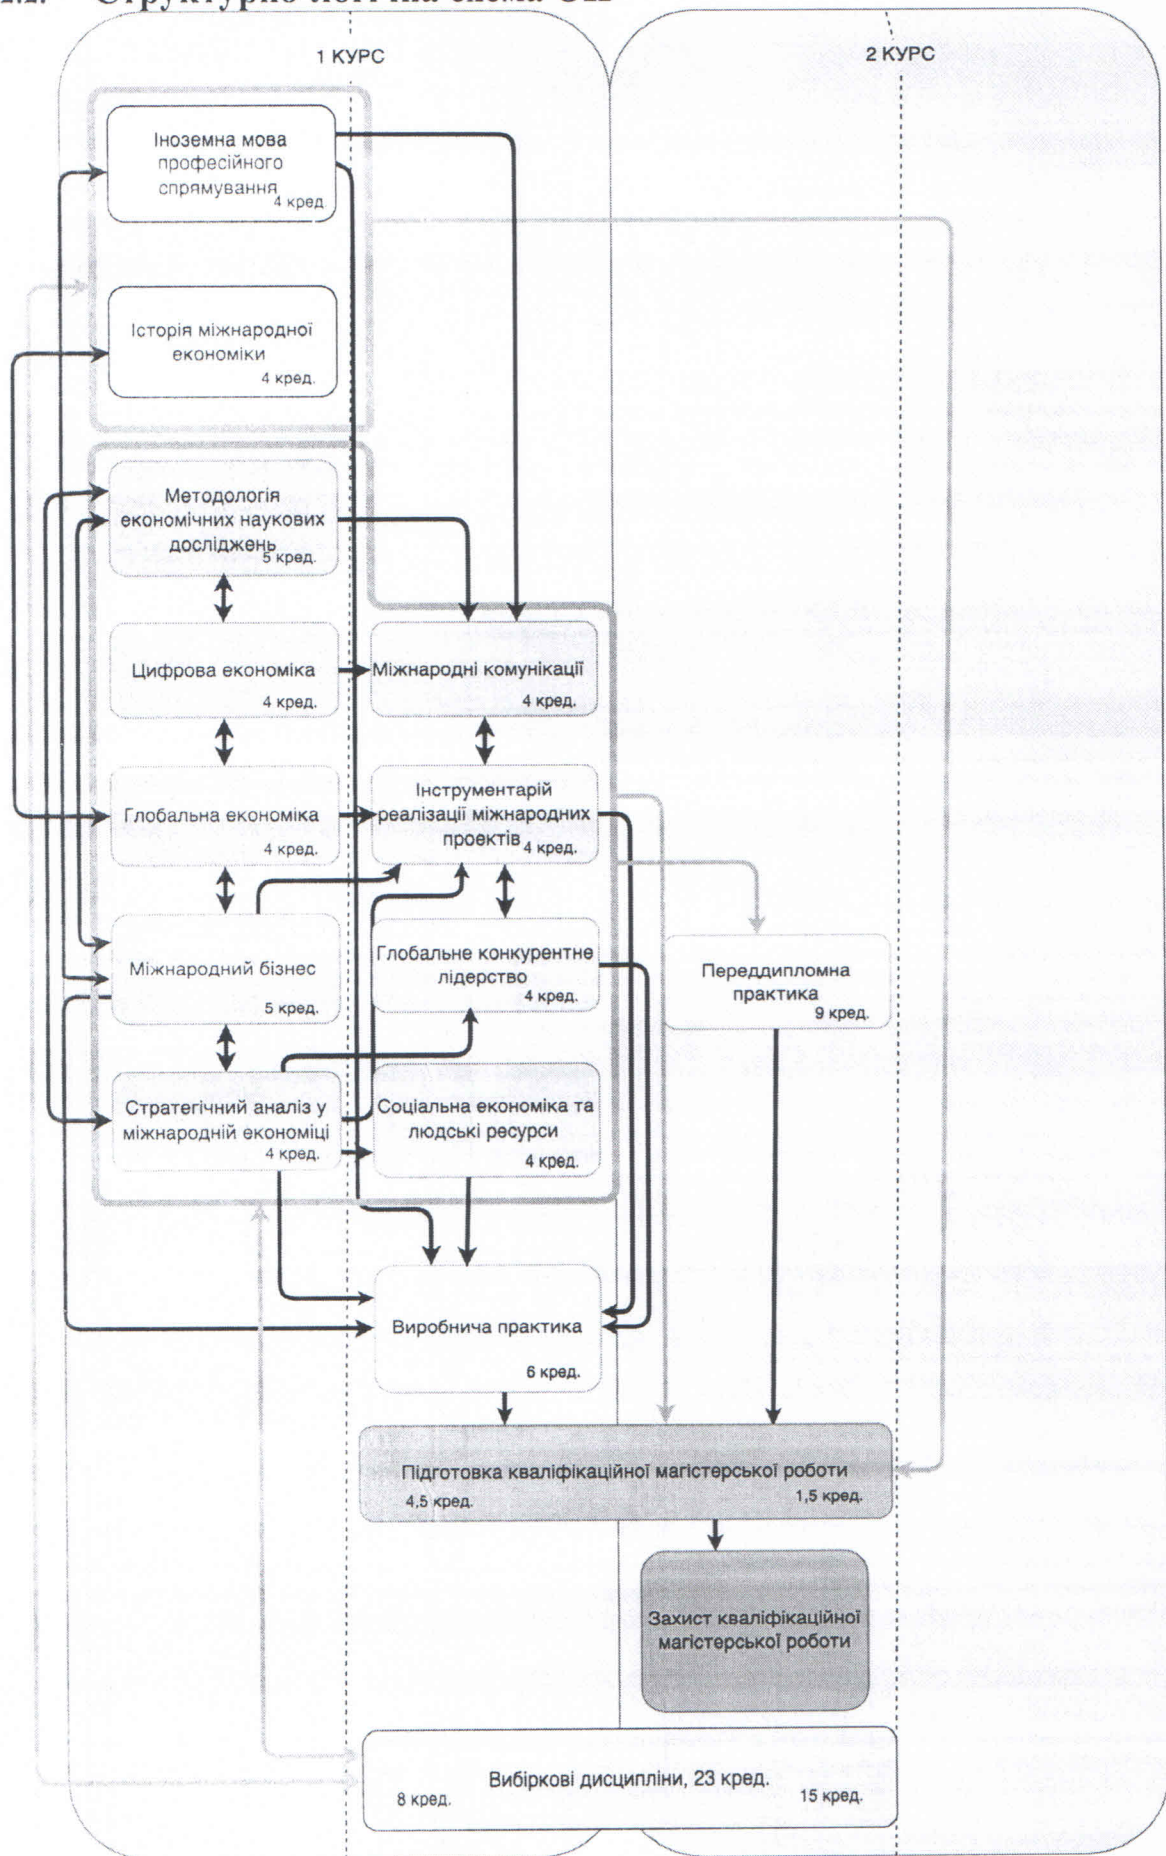 1 КУРС
2 КУРС
Іноземна мова
професійного
спрямування
4 кред.
Історія міжнародної
економіки
4 кред.
Методологія
економічних наукових
досліджень
5 кред.
Цифрова економіка
4 кред.
Міжнародні комунікації
4 кред.
Глобальна економіка
4 кред.
Інструментарій
реалізації міжнародних
проектів
4 кред.
Міжнародний бізнес
5 кред.
Глобальне конкурентне
лідерство
4 кред.
Переддипломна
практика
9 кред.
Стратегічний аналіз у
міжнародній економіці
4 кред.
Соціальна економіка та
людські ресурси
4 кред.
Виробнича практика
6 кред.
Підготовка кваліфікаційної магістерської роботи
4,5 кред.
1,5 кред.
Захист кваліфікаційної
магістерської роботи
Вибіркові дисципліни, 23 кред.
8 кред.
15 кред.